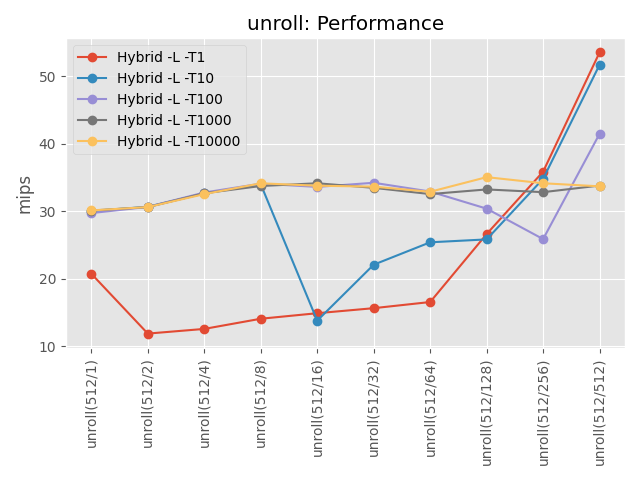 unroll: Performance
Hybrid -L -T1
Hybrid -L -T10
Hybrid -L -T100
Hybrid -L -T1000
Hybrid -L -T10000
mips
50
40
30
20
10
unroll(512/1)
unroll(512/2)
unroll(512/4)
unroll(512/8)
unroll(512/16)
unroll(512/32)
unroll(512/64)
unroll(512/128)
unroll(512/256)
unroll(512/512)